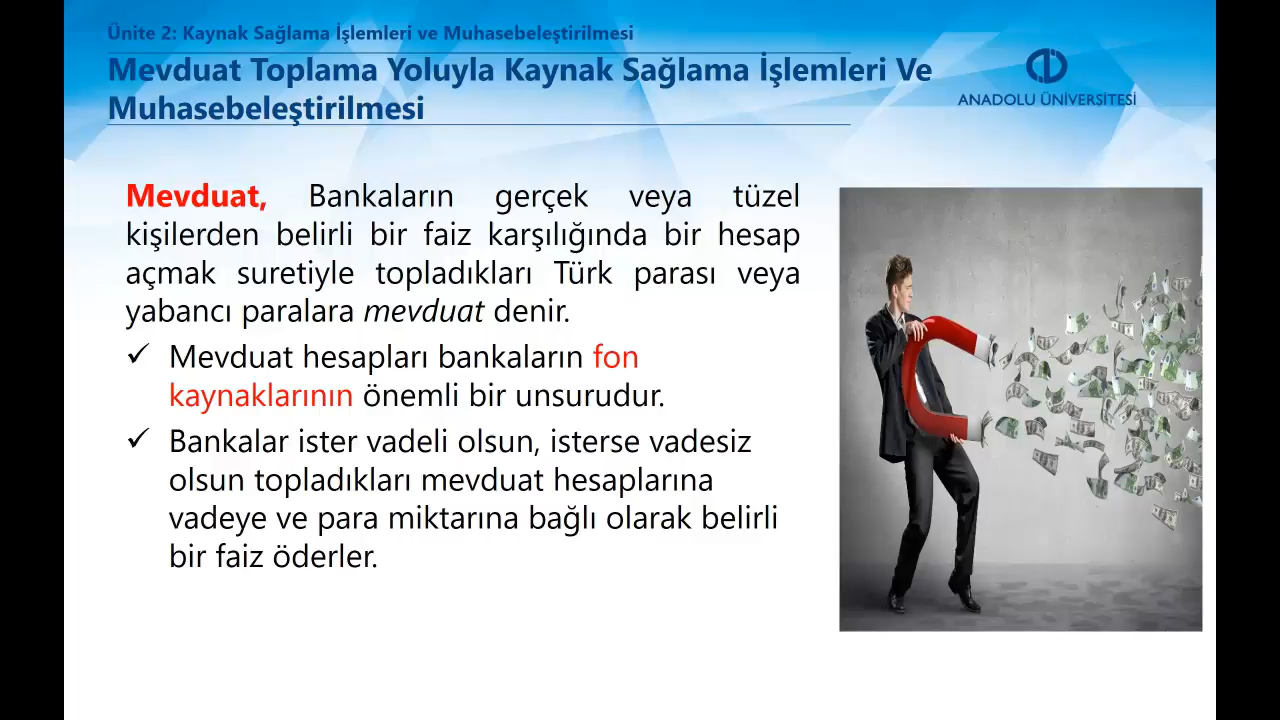 Ünite 2: Kaynak Sağlama İşlemleri ve Muhasebeleştirilmesi
Mevduat Toplama Yoluyla Kaynak Sağlama İşlemleri Ve
Muhasebeleştirilmesi
ANADOLU ÜNİVERSİTESİ
Mevduat, Bankaların gerçek veya tüzel
kişilerden belirli bir faiz karşılığında bir hesap
açmak suretiyle topladıkları Türk parası veya
yabancı paralara mevduat denir.
✓ Mevduat hesapları bankaların fon
kaynaklarının önemli bir unsurudur.
✓ Bankalar ister vadeli olsun, isterse vadesiz
olsun topladıkları mevduat hesaplarına
vadeye ve para miktarına bağlı olarak belirli
bir faiz öderler.